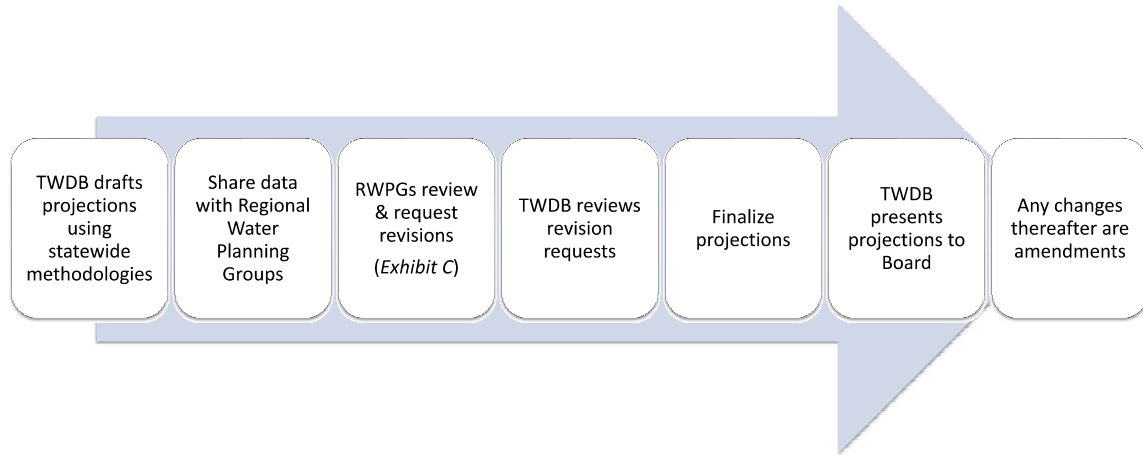 TWDB drafts
projections
using
statewide
methodologies
Share data
with Regional
Water
Planning
Groups
RWPGs review
& request
revisions
(Exhibit C)
TWDB reviews
revision
requests
Finalize
projections
TWDB
presents
projections to
Board
Any changes
thereafter are
amendments